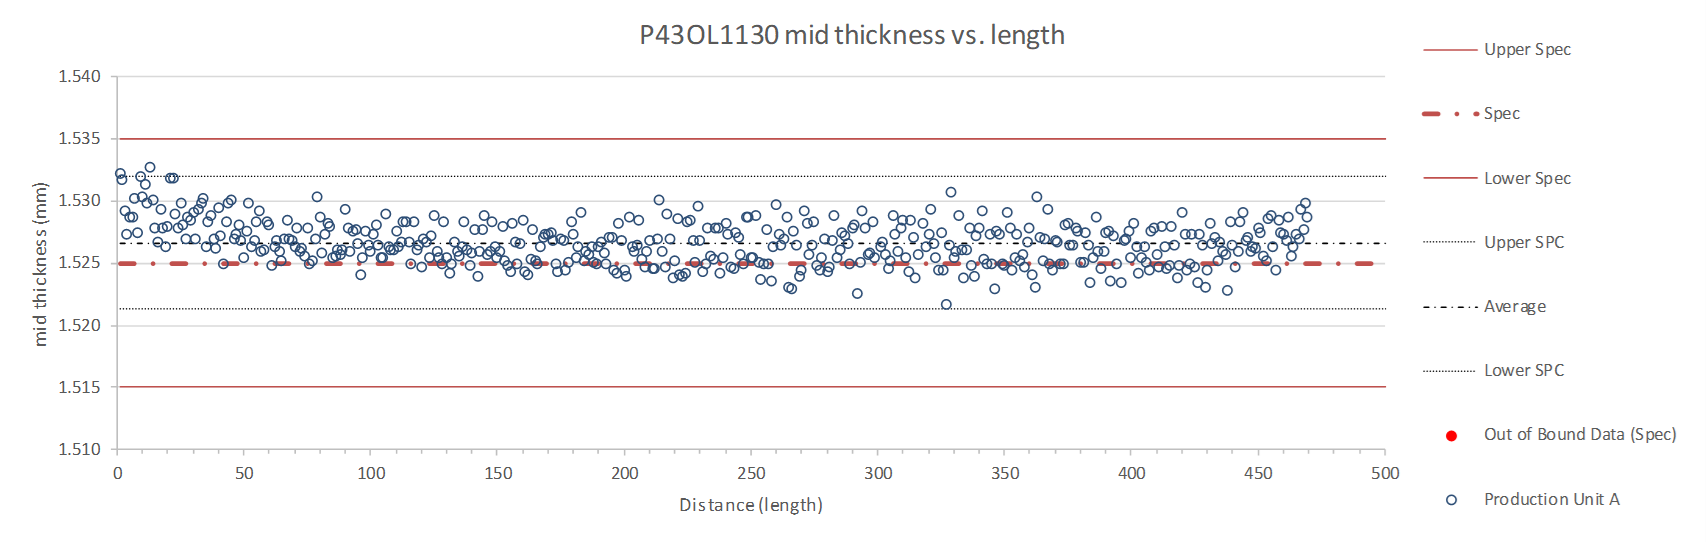 P43OL1130 mid thickness vs. length
1.540
1.535
1.530
1.525
1.520
1.515
1.510
mid thickness (mm)
0 50 100 150 200 250 300 350 400 450 500
Distance (length)
Upper Spec
Spec
Lower Spec
Upper SPC
Average
Lower SPC
Out of Bound Data (Spec)
Production Unit A